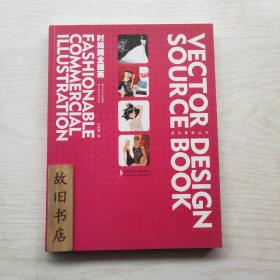 VECTOR DESIGN
SOURCE BOOK
时尚商业插画
FASHIONABLE
COMMERCIAL
ILLUSTRATION
故旧书店